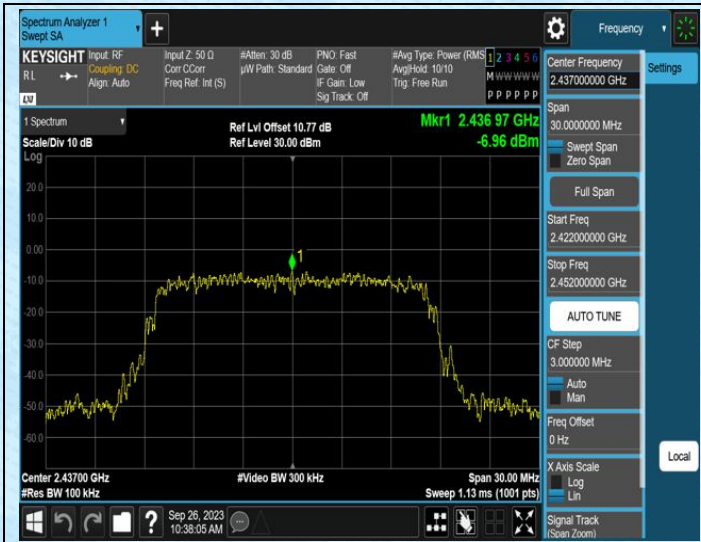 Spectrum Analyzer 1
Swept SA
+
Frequency
KEYSIGHT
RL
LXI
Input: RF
Coupling: DC
Align: Auto
Input Z: 50 Ω
Corr CCorr
Freq Ref: Int (S)
#Atten: 30 dB
µW Path: Standard
PNO: Fast
Gate: Off
IF Gain: Low
Sig Track: Off
#Avg Type: Power (RMS
Avg|Hold: 10/10
Trig: Free Run
1 2 3 4 5 6
M W W W W W
P P P P P P
1 Spectrum
Scale/Div 10 dB
Log
Ref Lvl Offset 10.77 dB
Ref Level 30.00 dBm
Mkr1 2.436 97 GHz
-6.96 dBm
20.0
10.0
0.00
-10.0
-20.0
-30.0
-40.0
-50.0
-60.0
1
Center 2.43700 GHz
#Res BW 100 kHz
#Video BW 300 kHz
Span 30.00 MHz
Sweep 1.13 ms (1001 pts)
?
Sep 26, 2023
10:38:05 AM
Center Frequency
2.437000000 GHz
Span
30.0000000 MHz
Swept Span
Zero Span
Full Span
Start Freq
2.422000000 GHz
Stop Freq
2.452000000 GHz
AUTO TUNE
CF Step
3.000000 MHz
Auto
Man
Freq Offset
0 Hz
X Axis Scale
Log
Lin
Signal Track
(Span Zoom)
Settings
Local